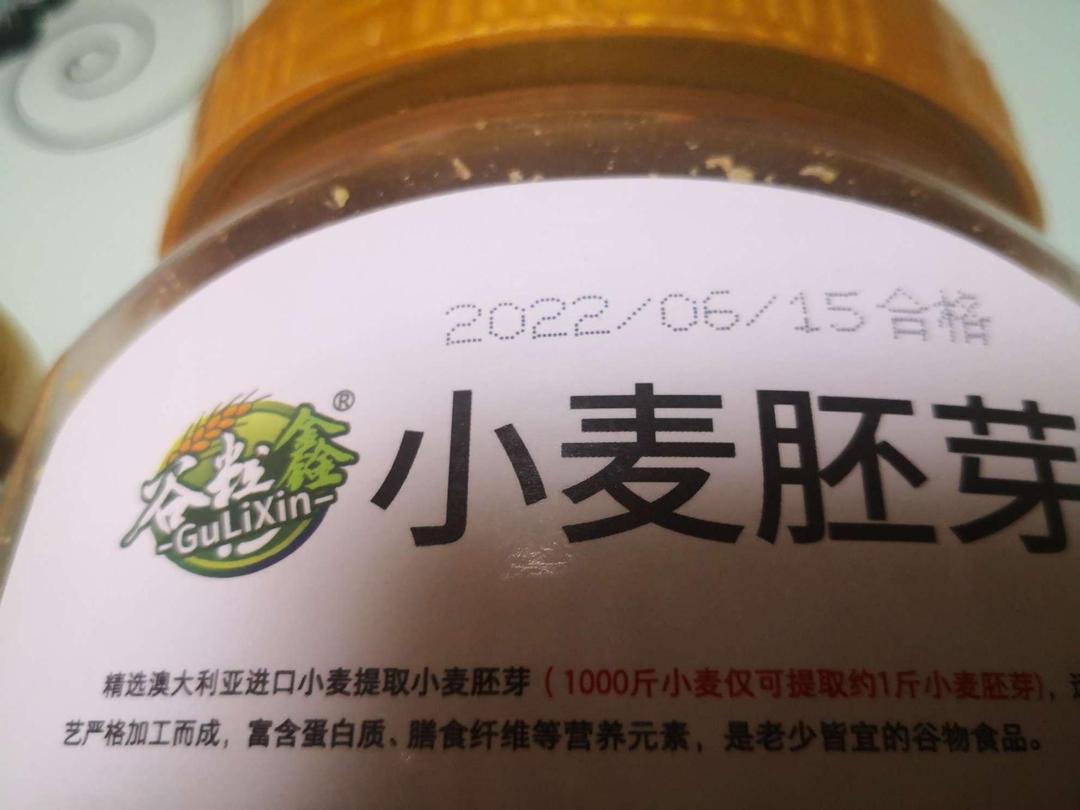 2022/06/15合格
谷粒鑫®
-GuLiXin-
小麦胚芽
精选澳大利亚进口小麦提取小麦胚芽（1000斤小麦仅可提取约1斤小麦胚芽），
艺严格加工而成，富含蛋白质、膳食纤维等营养元素，是老少皆宜的谷物食品。